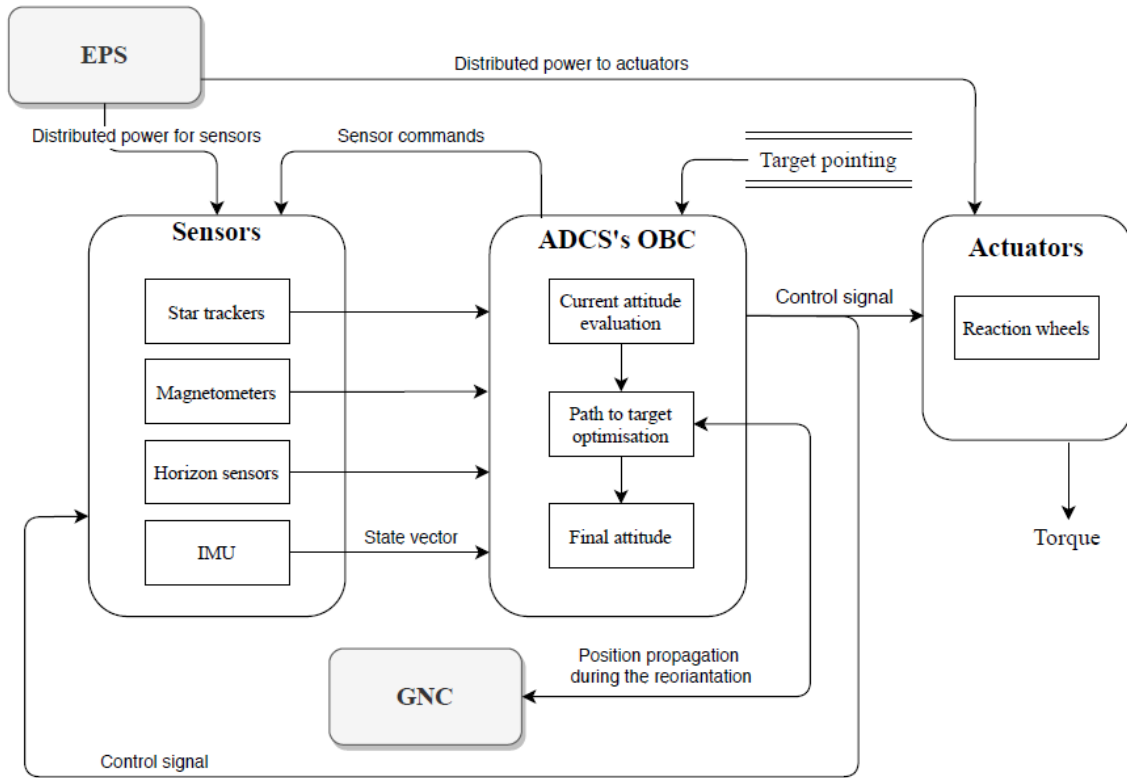 EPS
Distributed power to actuators
Distributed power for sensors
Sensor commands
Target pointing
Sensors
ADCS's OBC
Actuators
Star trackers
Current attitude
evaluation
Control signal
Reaction wheels
Magnetometers
Path to target
optimisation
Horizon sensors
IMU
State vector
Final attitude
Torque
Position propagation
during the reoriantation
GNC
Control signal